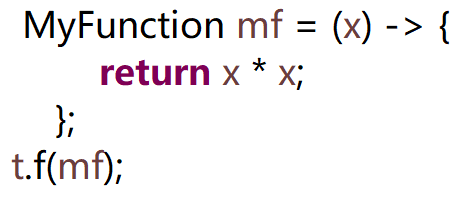 MyFunction mf = (x) -> {
return x * x;
};
t.f(mf);